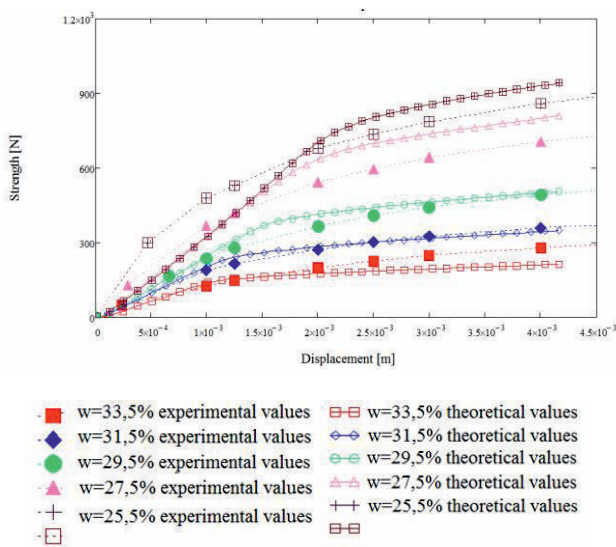 1.2×10³
900
600
300
0
Strength [N]
5×10⁻⁴ 1×10⁻³ 1.5×10⁻³ 2×10⁻³ 2.5×10⁻³ 3×10⁻³ 3.5×10⁻³ 4×10⁻³ 4.5×10⁻³
Displacement [m]
w=33,5% experimental values w=33,5% theoretical values
w=31,5% experimental values w=31,5% theoretical values
w=29,5% experimental values w=29,5% theoretical values
w=27,5% experimental values w=27,5% theoretical values
w=25,5% experimental values w=25,5% theoretical values